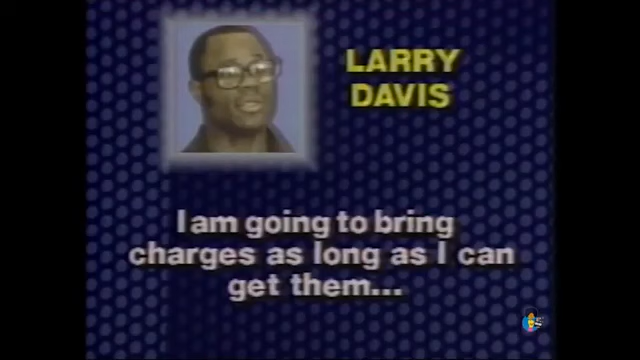 LARRY
DAVIS
I am going to bring
charges as long as I can
get them...